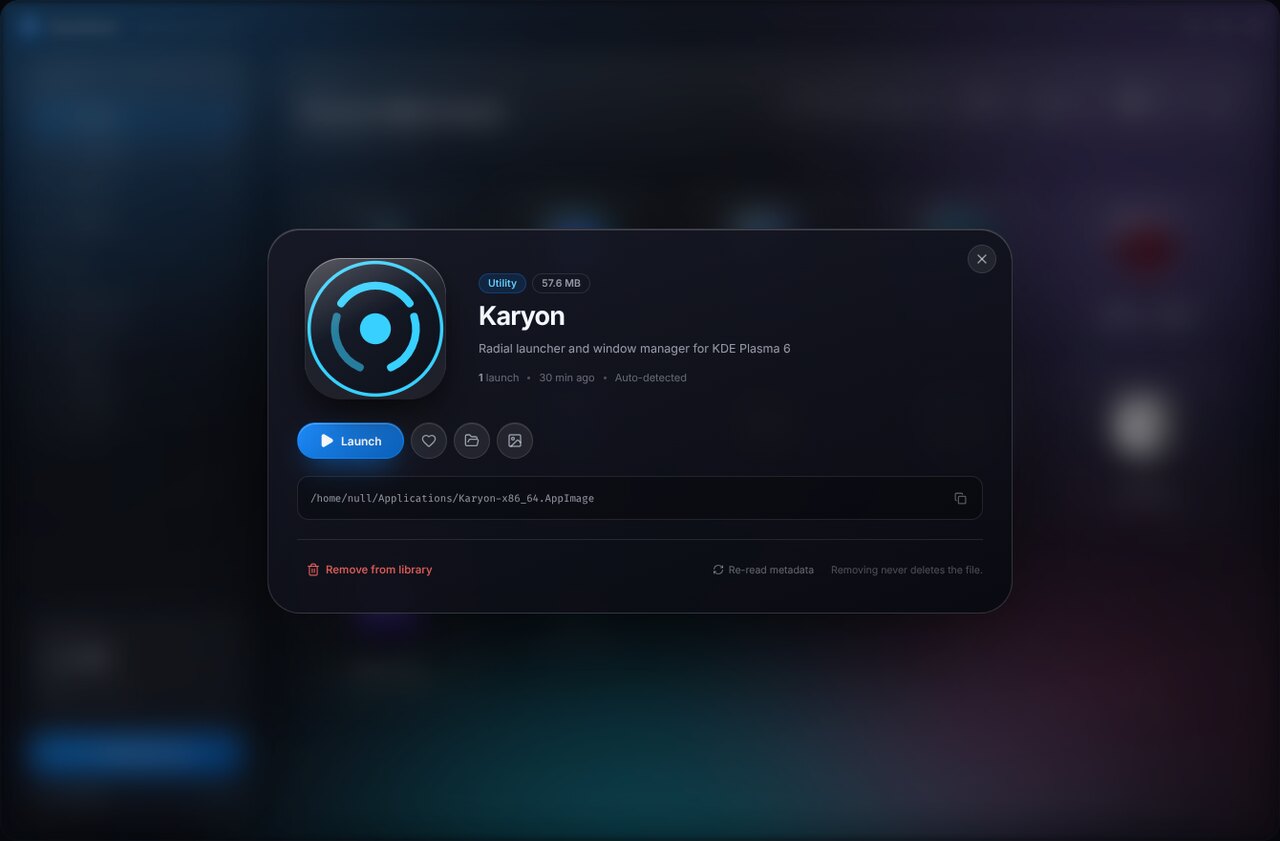 Utility 57.6 MB
Karyon
Radial launcher and window manager for KDE Plasma 6
1 launch • 30 min ago • Auto-detected
Launch
/home/null/Applications/Karyon-x86_64.AppImage
Remove from library Re-read metadata Removing never deletes the file.